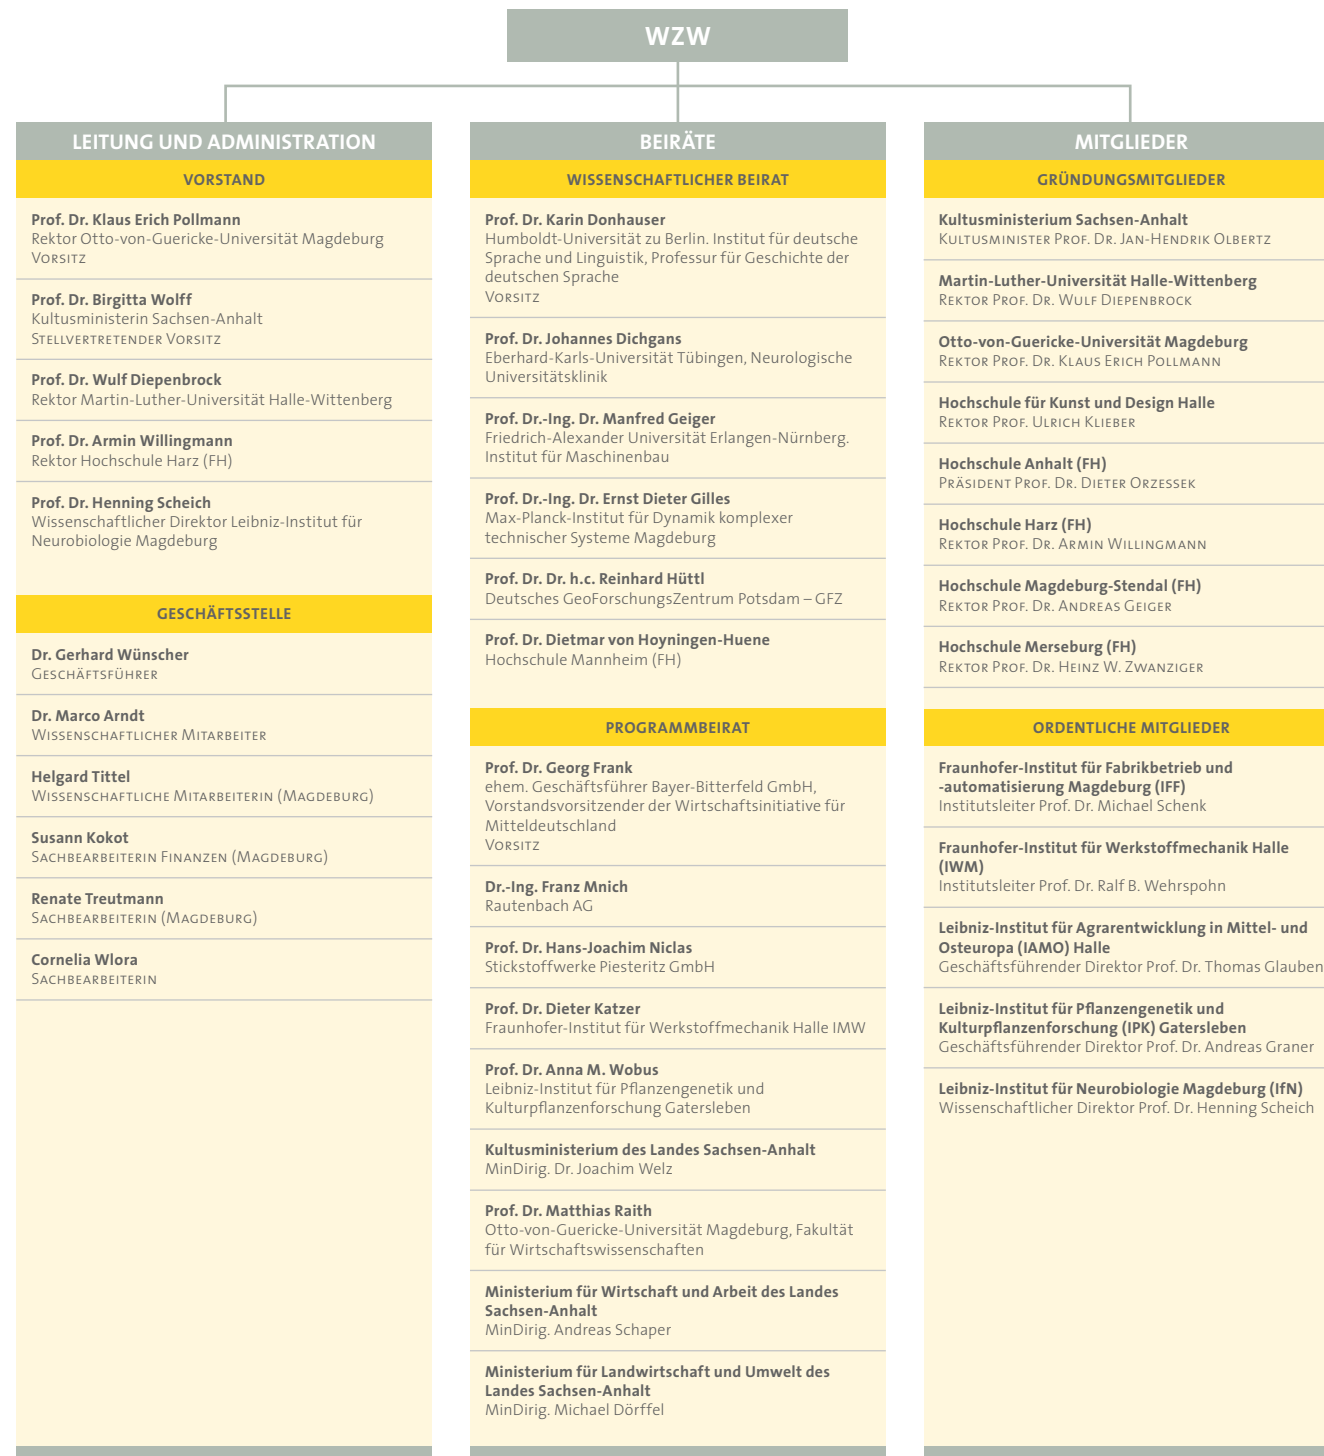 WZW
LEITUNG UND ADMINISTRATION
VORSTAND
Prof. Dr. Klaus Erich Pollmann
Rektor Otto-von-Guericke-Universität Magdeburg
Vorsitz
Prof. Dr. Birgitta Wolff
Kultusministerin Sachsen-Anhalt
Stellvertretender Vorsitz
Prof. Dr. Wulf Diepenbrock
Rektor Martin-Luther-Universität Halle-Wittenberg
Prof. Dr. Armin Willingmann
Rektor Hochschule Harz (FH)
Prof. Dr. Henning Scheich
Wissenschaftlicher Direktor Leibniz-Institut für
Neurobiologie Magdeburg
GESCHÄFTSSTELLE
Dr. Gerhard Wünscher
Geschäftsführer
Dr. Marco Arndt
Wissenschaftlicher Mitarbeiter
Helgard Tittel
Wissenschaftliche Mitarbeiterin (Magdeburg)
Susann Kokot
Sachbearbeiterin Finanzen (Magdeburg)
Renate Treutmann
Sachbearbeiterin (Magdeburg)
Cornelia Wlora
Sachbearbeiterin
BEIRÄTE
WISSENSCHAFTLICHER BEIRAT
Prof. Dr. Karin Donhauser
Humboldt-Universität zu Berlin. Institut für deutsche
Sprache und Linguistik, Professur für Geschichte der
deutschen Sprache
Vorsitz
Prof. Dr. Johannes Dichgans
Eberhard-Karls-Universität Tübingen, Neurologische
Universitätsklinik
Prof. Dr.-Ing. Dr. Manfred Geiger
Friedrich-Alexander Universität Erlangen-Nürnberg.
Institut für Maschinenbau
Prof. Dr.-Ing. Dr. Ernst Dieter Gilles
Max-Planck-Institut für Dynamik komplexer
technischer Systeme Magdeburg
Prof. Dr. Dr. h.c. Reinhard Hüttl
Deutsches GeoForschungsZentrum Potsdam – GFZ
Prof. Dr. Dietmar von Hoyningen-Huene
Hochschule Mannheim (FH)
PROGRAMMBEIRAT
Prof. Dr. Georg Frank
ehem. Geschäftsführer Bayer-Bitterfeld GmbH,
Vorstandsvorsitzender der Wirtschaftsinitiative für
Mitteldeutschland
Vorsitz
Dr.-Ing. Franz Mnich
Rautenbach AG
Prof. Dr. Hans-Joachim Niclas
Stickstoffwerke Piesteritz GmbH
Prof. Dr. Dieter Katzer
Fraunhofer-Institut für Werkstoffmechanik Halle IMW
Prof. Dr. Anna M. Wobus
Leibniz-Institut für Pflanzengenetik und
Kulturpflanzenforschung Gatersleben
Kultusministerium des Landes Sachsen-Anhalt
MinDirig. Dr. Joachim Welz
Prof. Dr. Matthias Raith
Otto-von-Guericke-Universität Magdeburg, Fakultät
für Wirtschaftswissenschaften
Ministerium für Wirtschaft und Arbeit des Landes
Sachsen-Anhalt
MinDirig. Andreas Schaper
Ministerium für Landwirtschaft und Umwelt des
Landes Sachsen-Anhalt
MinDirig. Michael Dörffel
MITGLIEDER
GRÜNDUNGSMITGLIEDER
Kultusministerium Sachsen-Anhalt
Kultusminister Prof. Dr. Jan-Hendrik Olbertz
Martin-Luther-Universität Halle-Wittenberg
Rektor Prof. Dr. Wulf Diepenbrock
Otto-von-Guericke-Universität Magdeburg
Rektor Prof. Dr. Klaus Erich Pollmann
Hochschule für Kunst und Design Halle
Rektor Prof. Ulrich Klieber
Hochschule Anhalt (FH)
Präsident Prof. Dr. Dieter Orzessek
Hochschule Harz (FH)
Rektor Prof. Dr. Armin Willingmann
Hochschule Magdeburg-Stendal (FH)
Rektor Prof. Dr. Andreas Geiger
Hochschule Merseburg (FH)
Rektor Prof. Dr. Heinz W. Zwanziger
ORDENTLICHE MITGLIEDER
Fraunhofer-Institut für Fabrikbetrieb und
-automatisierung Magdeburg (IFF)
Institutsleiter Prof. Dr. Michael Schenk
Fraunhofer-Institut für Werkstoffmechanik Halle
(IWM)
Institutsleiter Prof. Dr. Ralf B. Wehrspohn
Leibniz-Institut für Agrarentwicklung in Mittel- und
Osteuropa (IAMO) Halle
Geschäftsführender Direktor Prof. Dr. Thomas Glauben
Leibniz-Institut für Pflanzengenetik und
Kulturpflanzenforschung (IPK) Gatersleben
Geschäftsführender Direktor Prof. Dr. Andreas Graner
Leibniz-Institut für Neurobiologie Magdeburg (IfN)
Wissenschaftlicher Direktor Prof. Dr. Henning Scheich